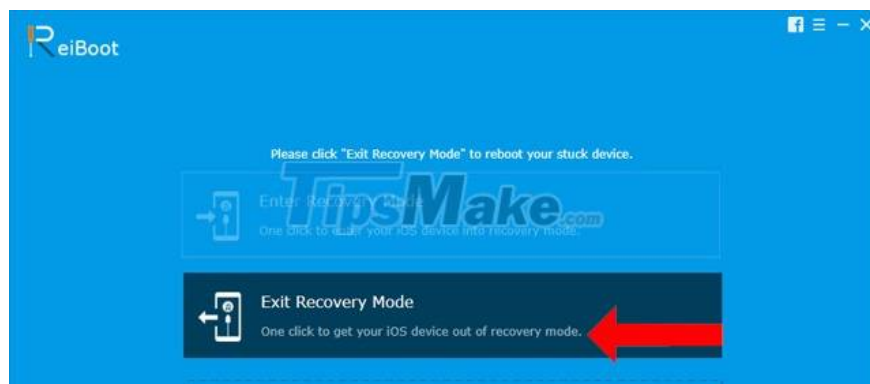 ReiBoot
Please click "Exit Recovery Mode" to reboot your stuck device.
Enter Recovery Mode
TipsMake.com
One click to enter your iOS device into recovery mode.
Exit Recovery Mode
One click to get your iOS device out of recovery mode.